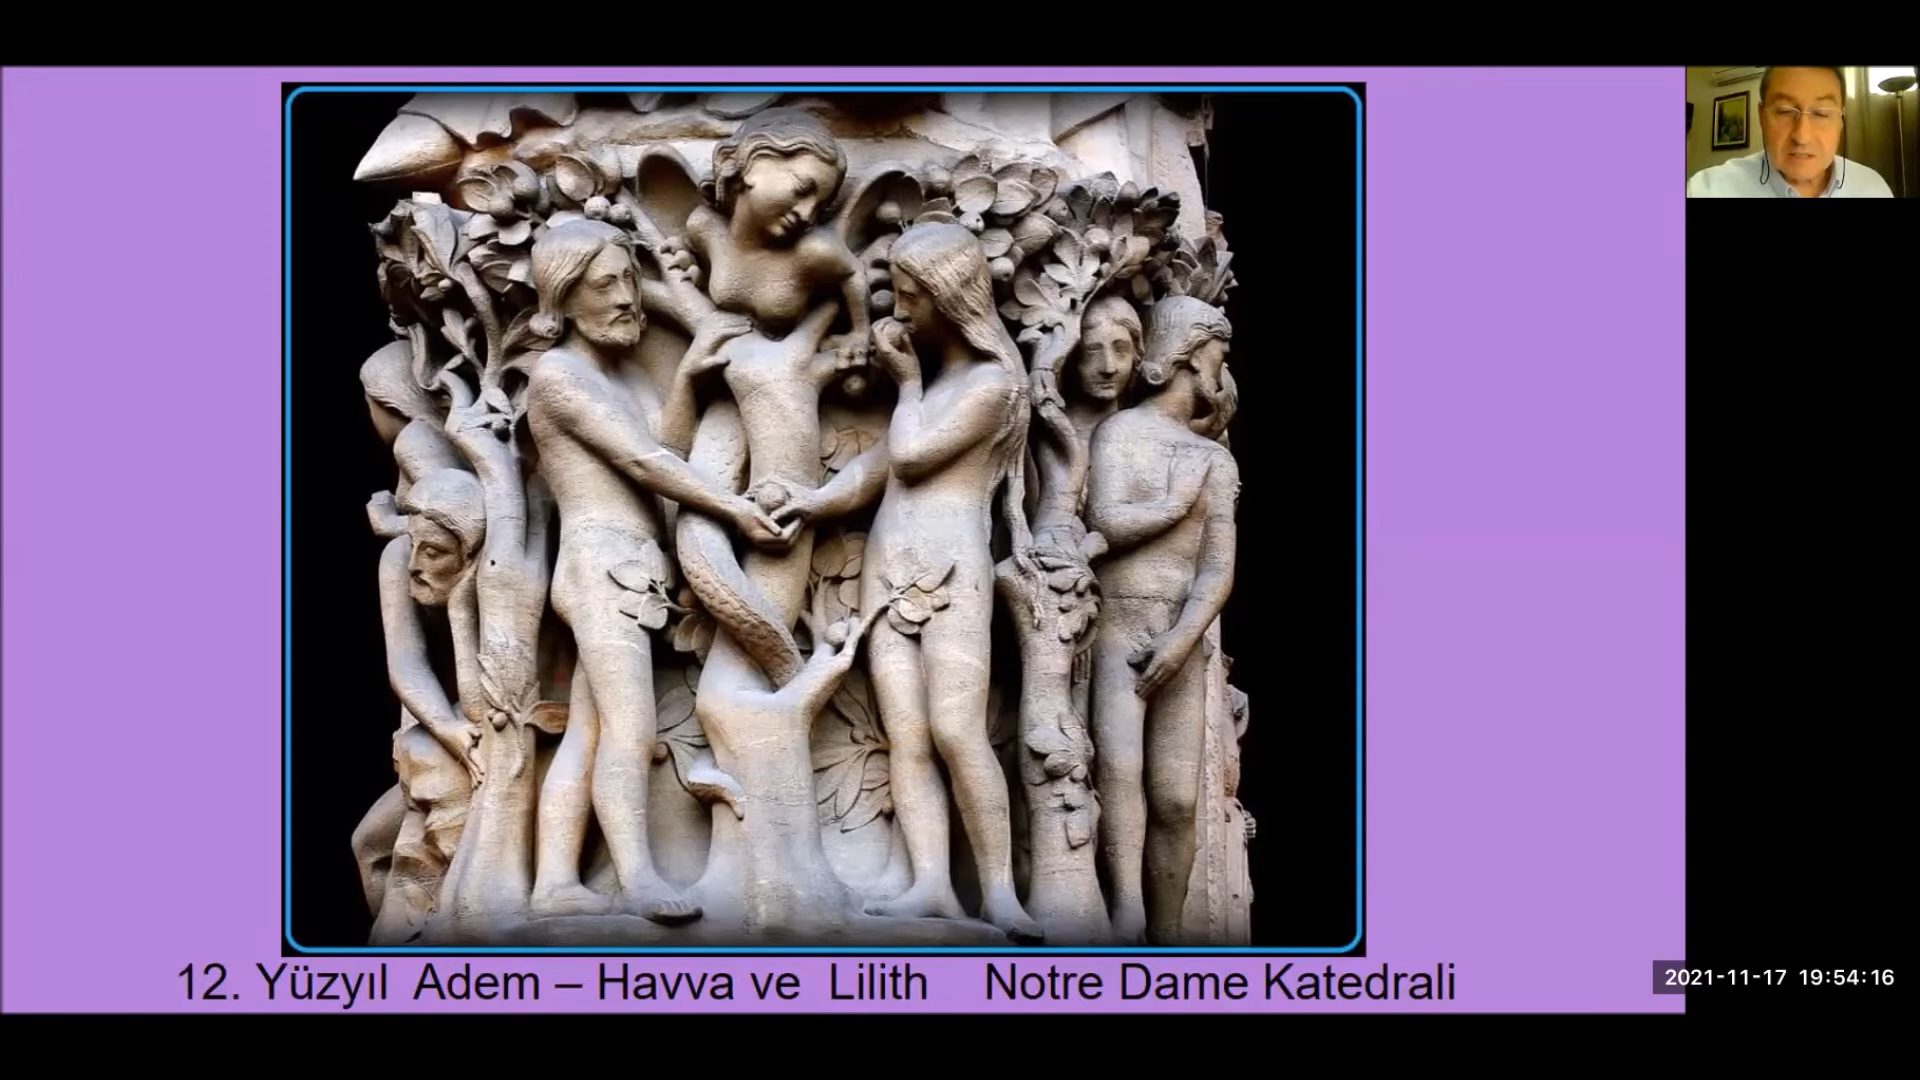 12. Yüzyıl Adem – Havva ve Lilith Notre Dame Katedrali
2021-11-17 19:54:16